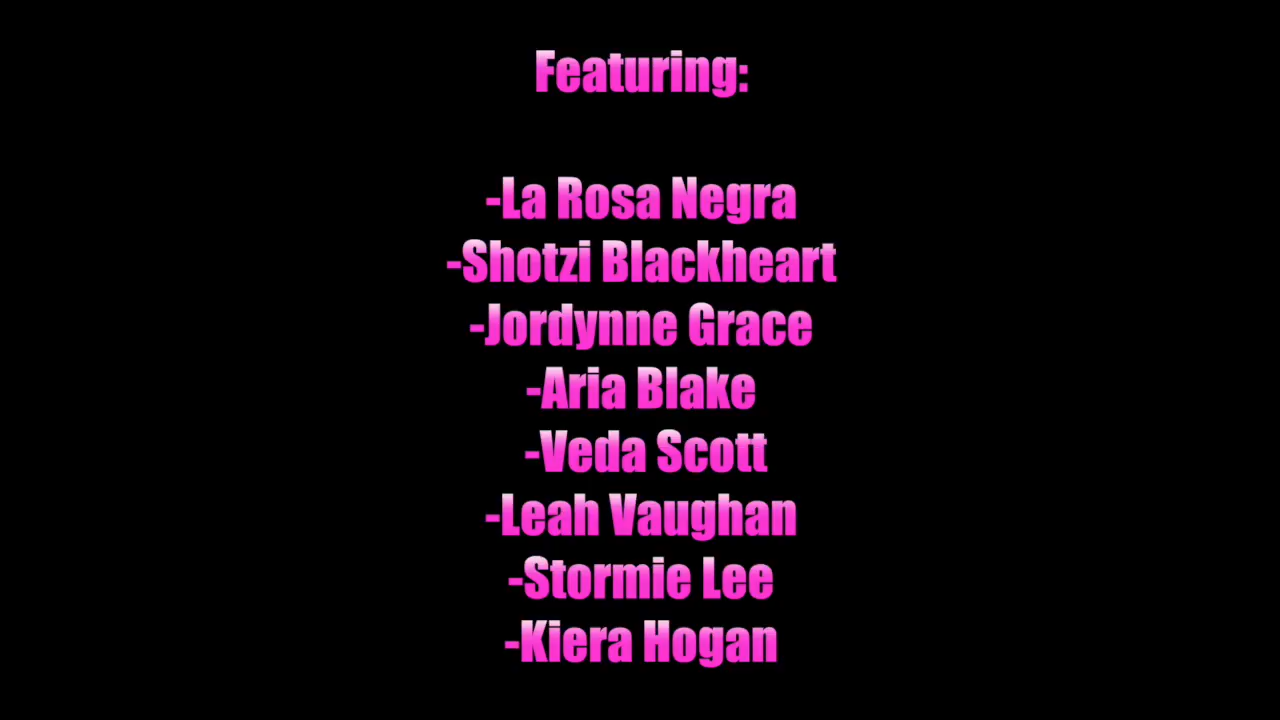 Featuring:
-La Rosa Negra
-Shotzi Blackheart
-Jordynne Grace
-Aria Blake
-Veda Scott
-Leah Vaughan
-Stormie Lee
-Kiera Hogan